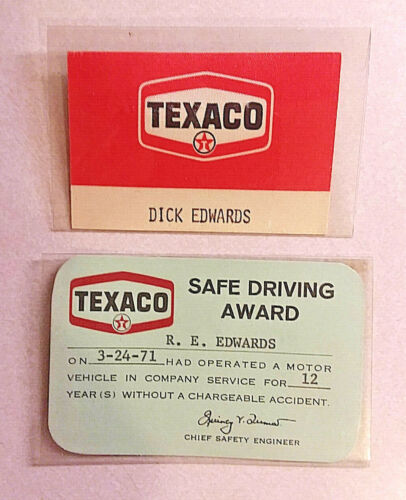 TEXACO
T
DICK EDWARDS
TEXACO
T
SAFE DRIVING
AWARD
R. E. EDWARDS
ON 3-24-71 HAD OPERATED A MOTOR
VEHICLE IN COMPANY SERVICE FOR 12
YEAR(S) WITHOUT A CHARGEABLE ACCIDENT.
CHIEF SAFETY ENGINEER